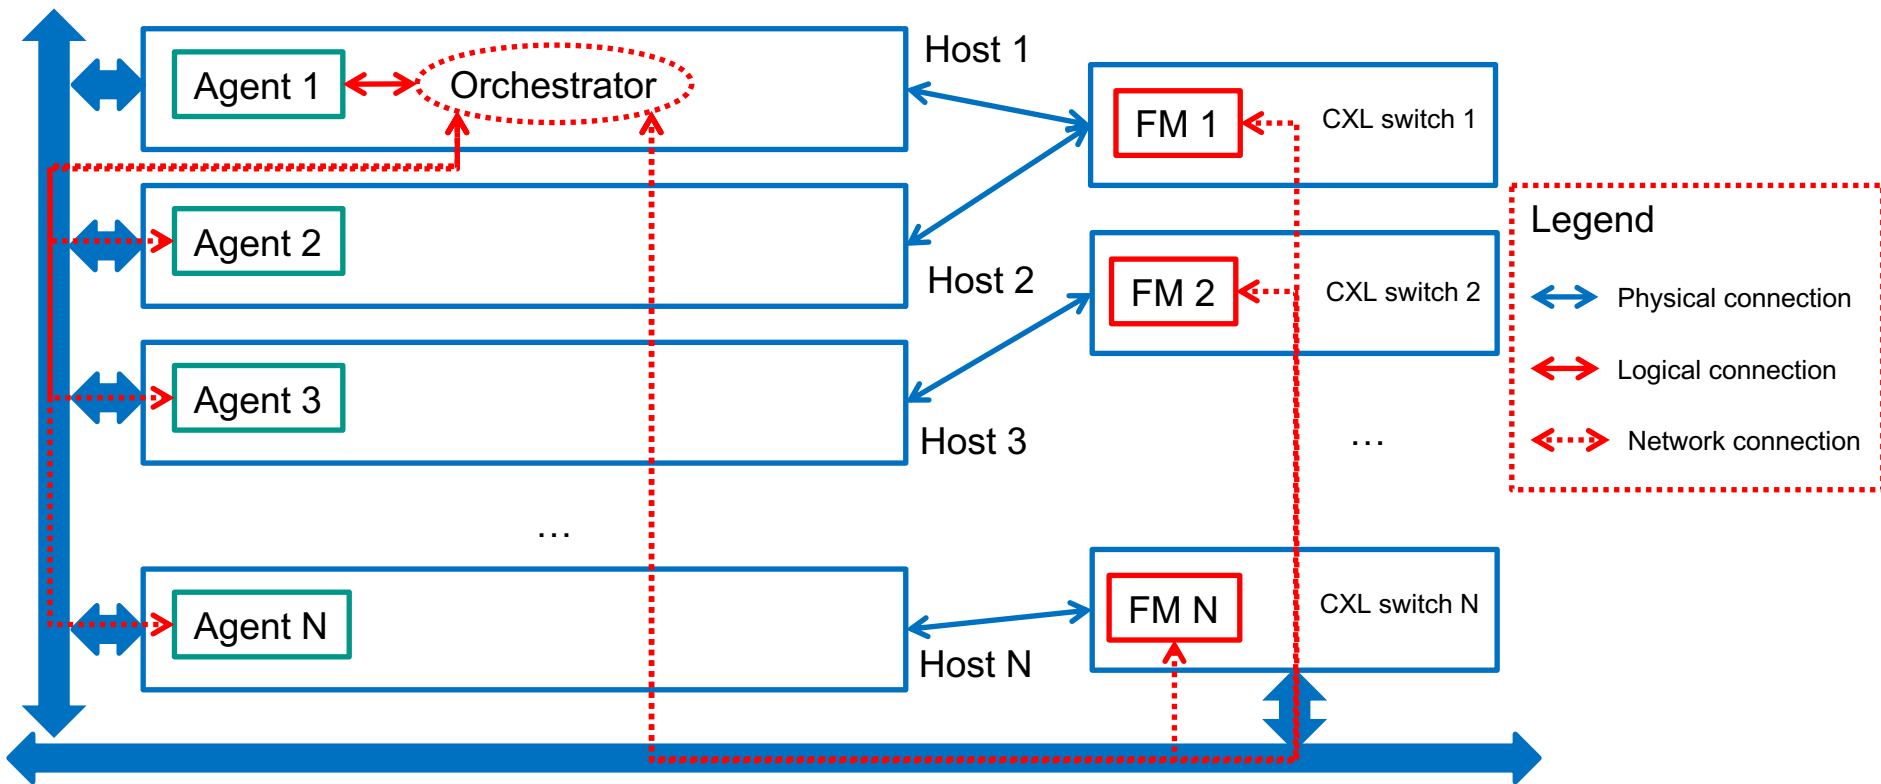 Host 1
Agent 1
Orchestrator
FM 1
CXL switch 1
Agent 2
Host 2
FM 2
CXL switch 2
Legend
Physical connection
Logical connection
Network connection
Agent 3
Host 3
…
…
Agent N
Host N
FM N
CXL switch N